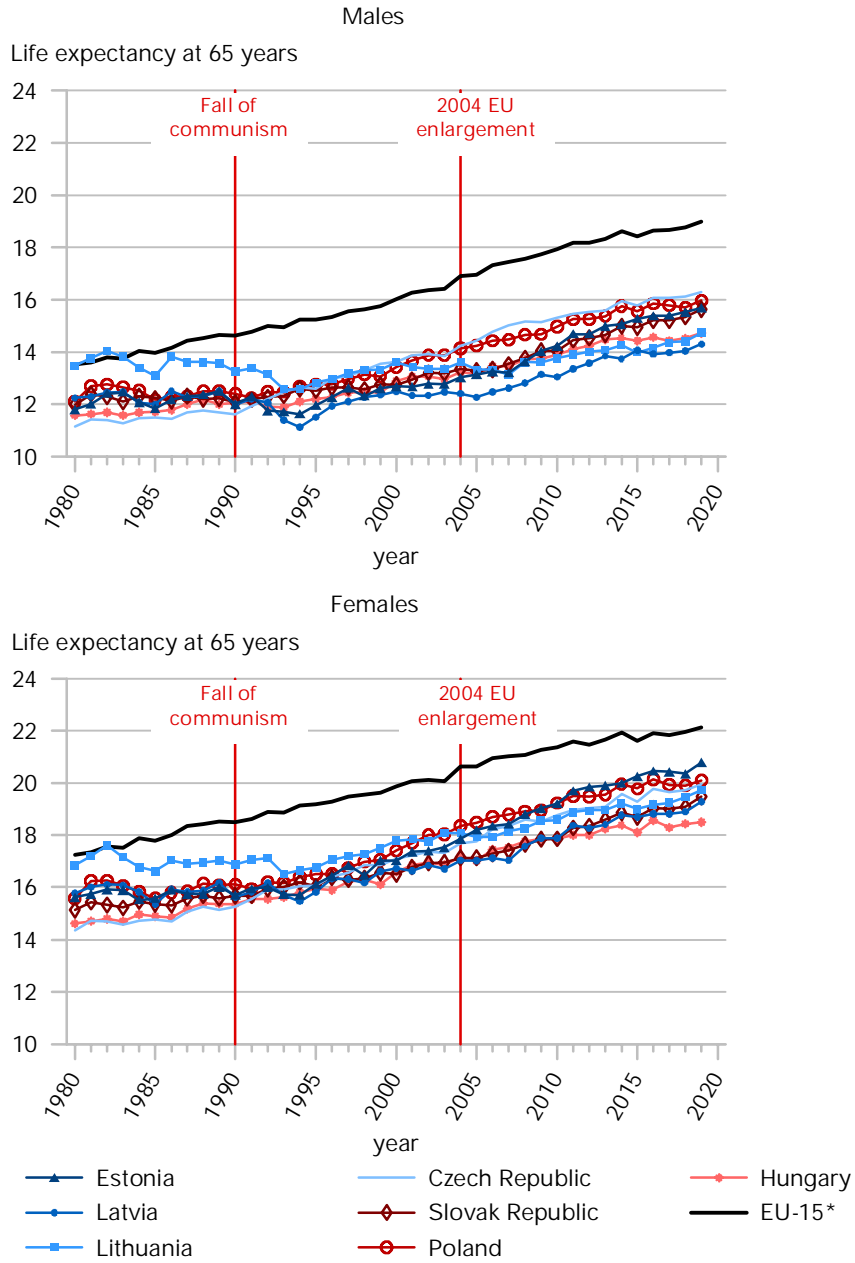 Males
Life expectancy at 65 years
24
Fall of
communism
2004 EU
enlargement
22
20
18
16
14
12
10
1980
1985
1990
1995
2000
2005
2010
2015
2020
year
Females
Life expectancy at 65 years
24
Fall of
communism
2004 EU
enlargement
22
20
18
16
14
12
10
1980
1985
1990
1995
2000
2005
2010
2015
2020
year
Estonia
Czech Republic
Hungary
Latvia
Slovak Republic
EU-15*
Lithuania
Poland